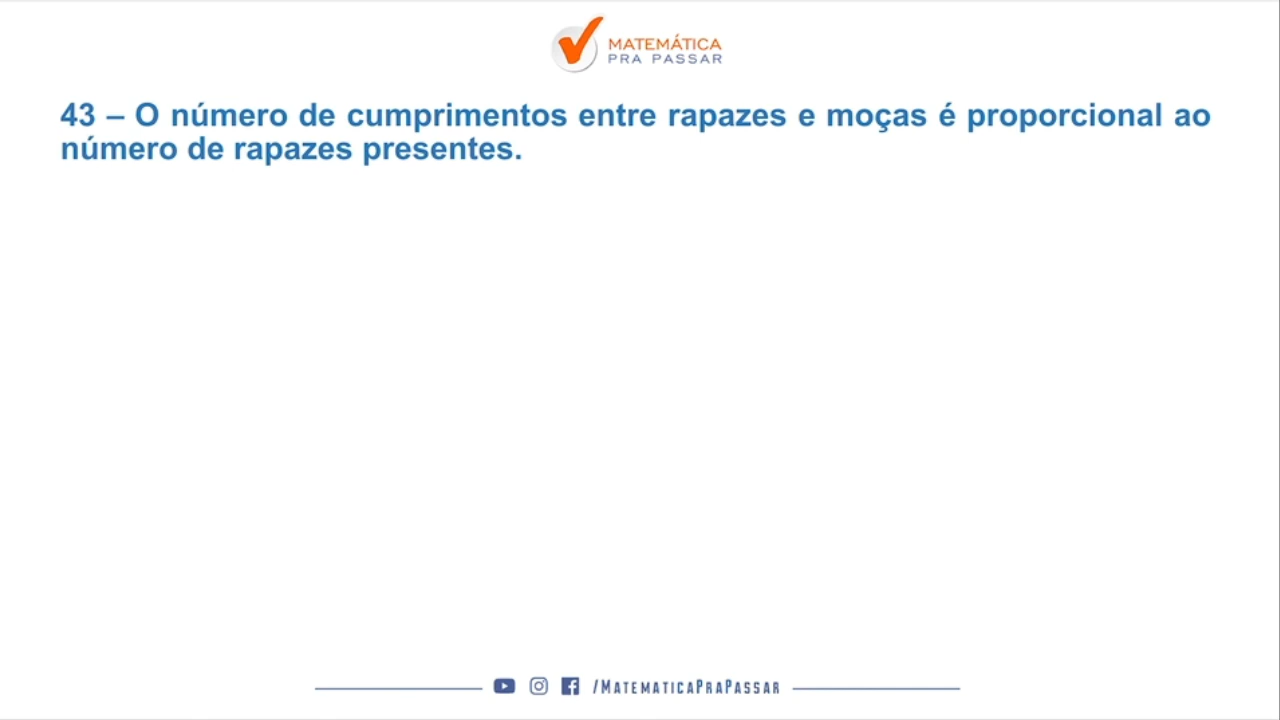 MATEMÁTICA
PRA PASSAR
43 – O número de cumprimentos entre rapazes e moças é proporcional ao
número de rapazes presentes.
/MATEMATICAPRAPASSAR